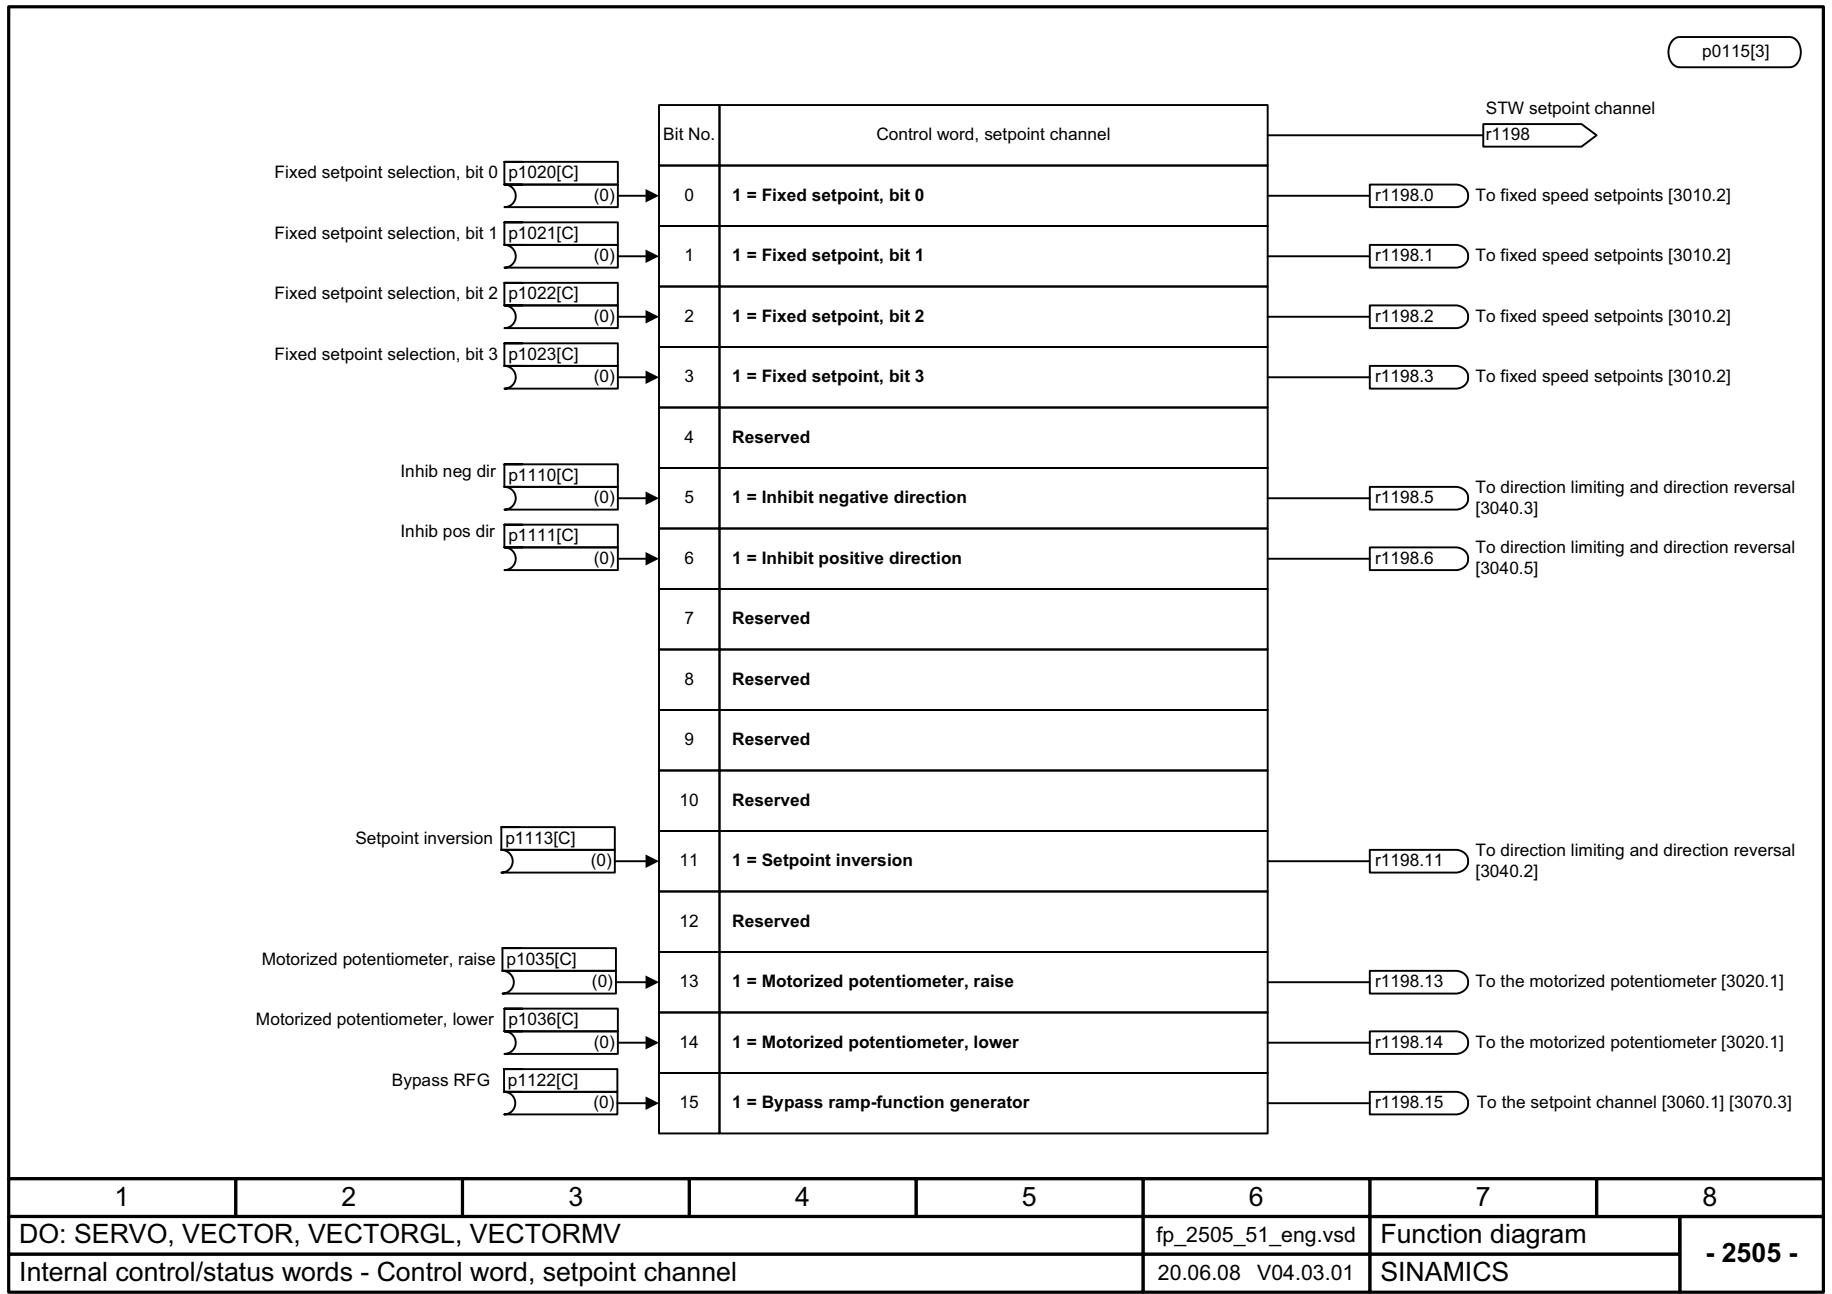 p0115[3]
STW setpoint channel
Bit No. Control word, setpoint channel r1198
Fixed setpoint selection, bit 0 p1020[C]
(0) 0 1 = Fixed setpoint, bit 0 r1198.0 To fixed speed setpoints [3010.2]
Fixed setpoint selection, bit 1 p1021[C]
(0) 1 1 = Fixed setpoint, bit 1 r1198.1 To fixed speed setpoints [3010.2]
Fixed setpoint selection, bit 2 p1022[C]
(0) 2 1 = Fixed setpoint, bit 2 r1198.2 To fixed speed setpoints [3010.2]
Fixed setpoint selection, bit 3 p1023[C]
(0) 3 1 = Fixed setpoint, bit 3 r1198.3 To fixed speed setpoints [3010.2]
4 Reserved
Inhib neg dir p1110[C]
(0) 5 1 = Inhibit negative direction r1198.5 To direction limiting and direction reversal
[3040.3]
Inhib pos dir p1111[C]
(0) 6 1 = Inhibit positive direction r1198.6 To direction limiting and direction reversal
[3040.5]
7 Reserved
8 Reserved
9 Reserved
10 Reserved
Setpoint inversion p1113[C]
(0) 11 1 = Setpoint inversion r1198.11 To direction limiting and direction reversal
[3040.2]
12 Reserved
Motorized potentiometer, raise p1035[C]
(0) 13 1 = Motorized potentiometer, raise r1198.13 To the motorized potentiometer [3020.1]
Motorized potentiometer, lower p1036[C]
(0) 14 1 = Motorized potentiometer, lower r1198.14 To the motorized potentiometer [3020.1]
Bypass RFG p1122[C]
(0) 15 1 = Bypass ramp-function generator r1198.15 To the setpoint channel [3060.1] [3070.3]
1 2 3 4 5 6 7 8
DO: SERVO, VECTOR, VECTORGL, VECTORMV fp_2505_51_eng.vsd Function diagram
- 2505 -
Internal control/status words - Control word, setpoint channel 20.06.08 V04.03.01 SINAMICS